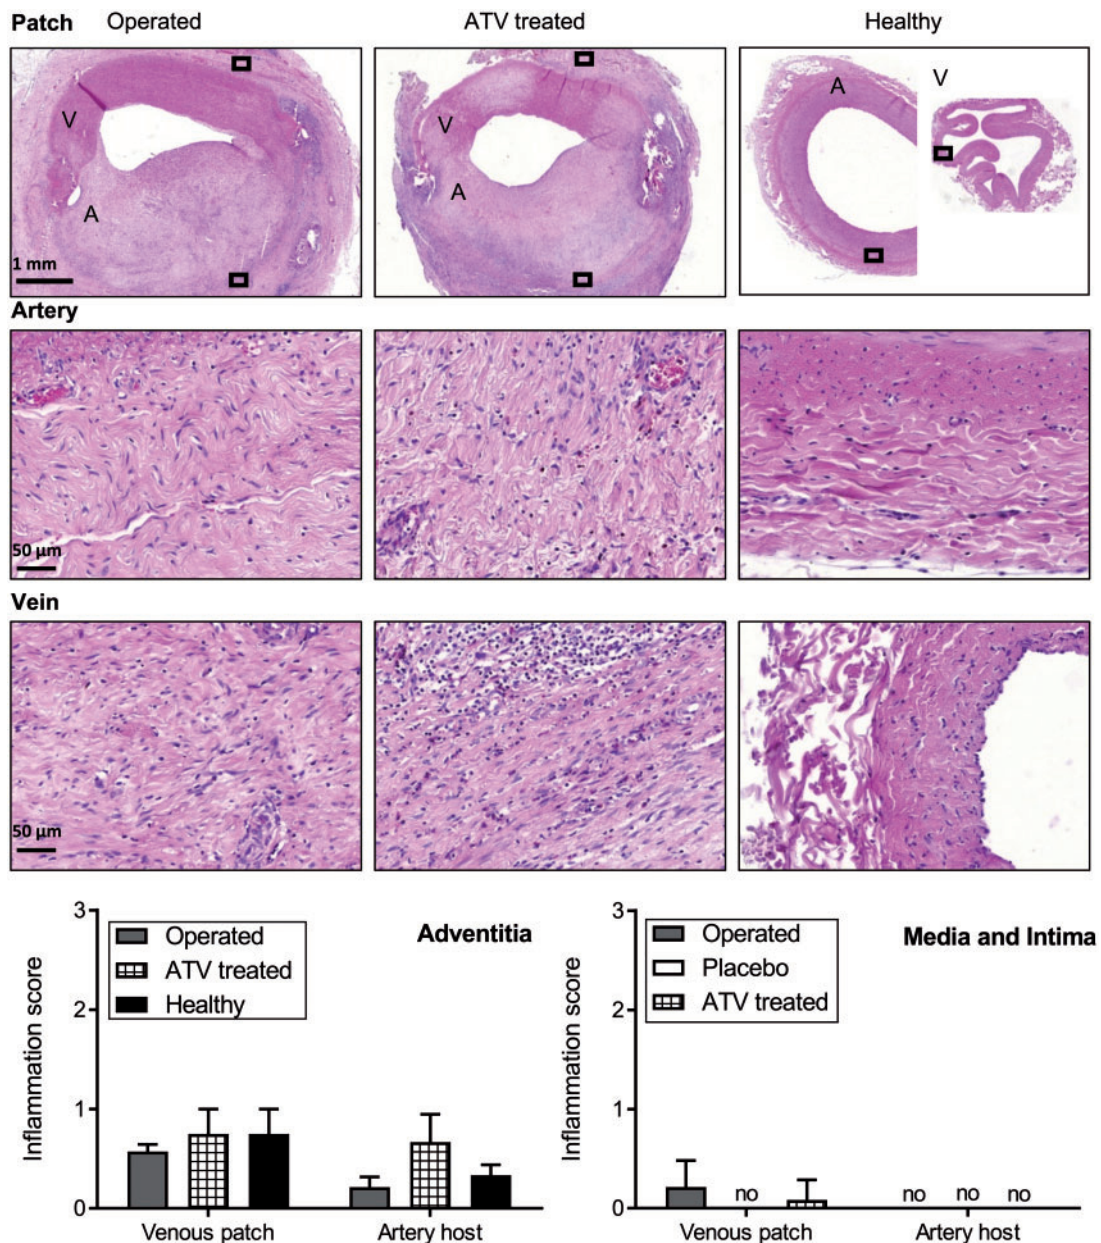 Patch Operated ATV treated Healthy
V
A
1 mm
V
A
A
V
Artery
50 µm
Vein
50 µm
3
2
1
0
Inflammation score
Operated
ATV treated
Healthy
Adventitia
Venous patch
Artery host
3
2
1
0
Inflammation score
Operated
Placebo
ATV treated
Media and Intima
no
no no no
Venous patch
Artery host